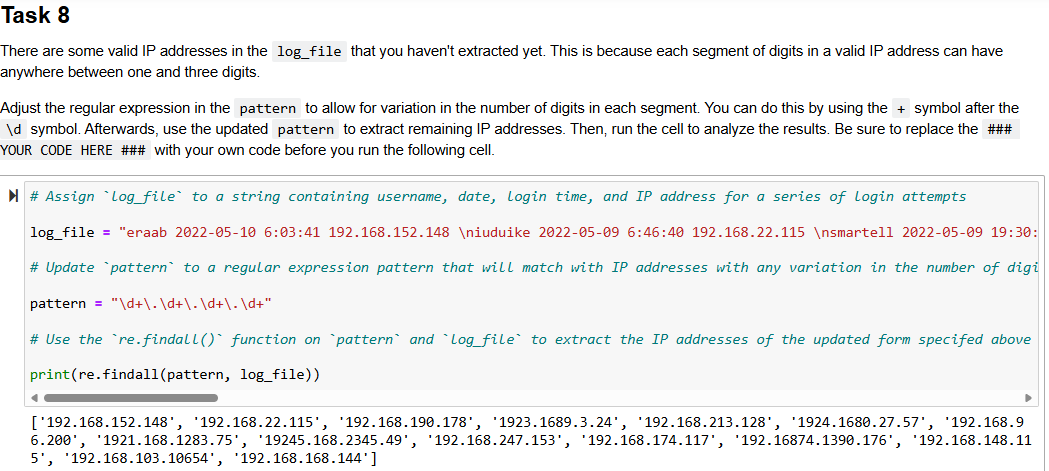 Task 8
There are some valid IP addresses in the log_file that you haven't extracted yet. This is because each segment of digits in a valid IP address can have
anywhere between one and three digits.
Adjust the regular expression in the pattern to allow for variation in the number of digits in each segment. You can do this by using the + symbol after the
\d symbol. Afterwards, use the updated pattern to extract remaining IP addresses. Then, run the cell to analyze the results. Be sure to replace the ###
YOUR CODE HERE ### with your own code before you run the following cell.
# Assign `log_file` to a string containing username, date, login time, and IP address for a series of login attempts
log_file = "eraab 2022-05-10 6:03:41 192.168.152.148 \niuduike 2022-05-09 6:46:40 192.168.22.115 \nsmartell 2022-05-09 19:30:
# Update `pattern` to a regular expression pattern that will match with IP addresses with any variation in the number of digi
pattern = "\d+\.\d+\.\d+\.\d+"
# Use the `re.findall()` function on `pattern` and `log_file` to extract the IP addresses of the updated form specifed above
print(re.findall(pattern, log_file))
['192.168.152.148', '192.168.22.115', '192.168.190.178', '1923.1689.3.24', '192.168.213.128', '1924.1680.27.57', '192.168.9
6.200', '1921.168.1283.75', '19245.168.2345.49', '192.168.247.153', '192.168.174.117', '192.16874.1390.176', '192.168.148.11
5', '192.168.103.10654', '192.168.168.144']